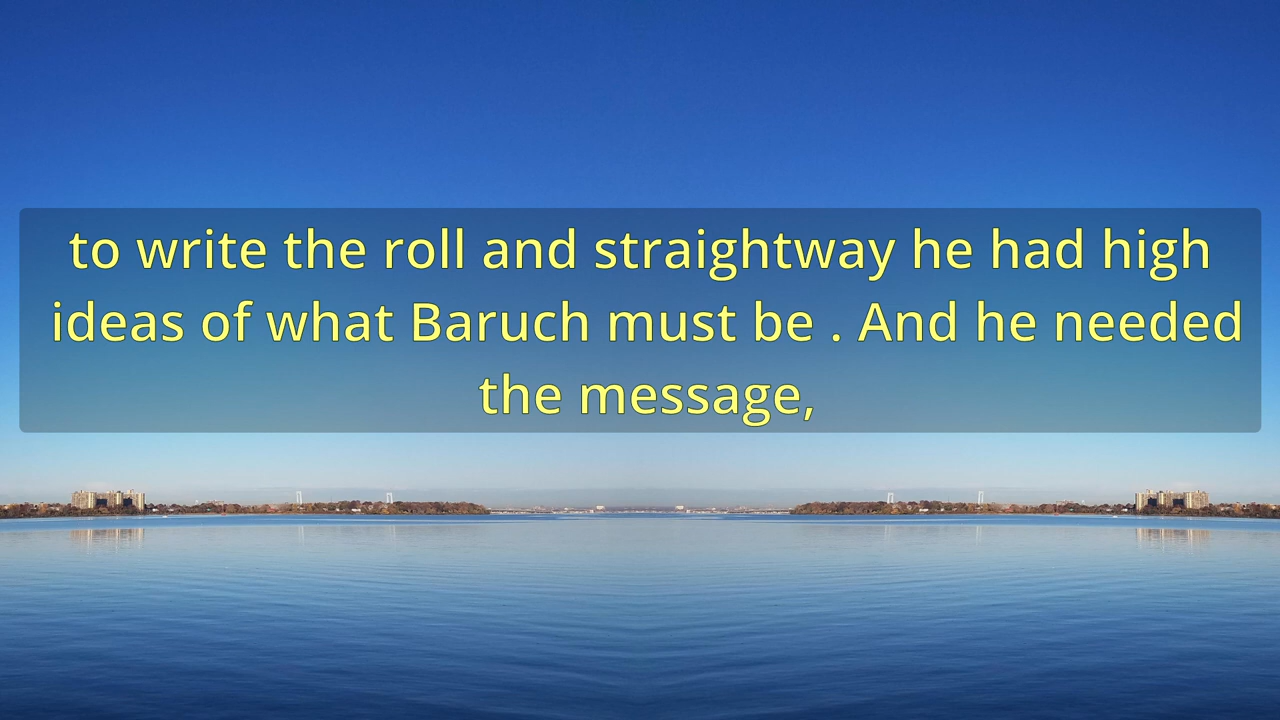 to write the roll and straightway he had high
ideas of what Baruch must be . And he needed
the message,